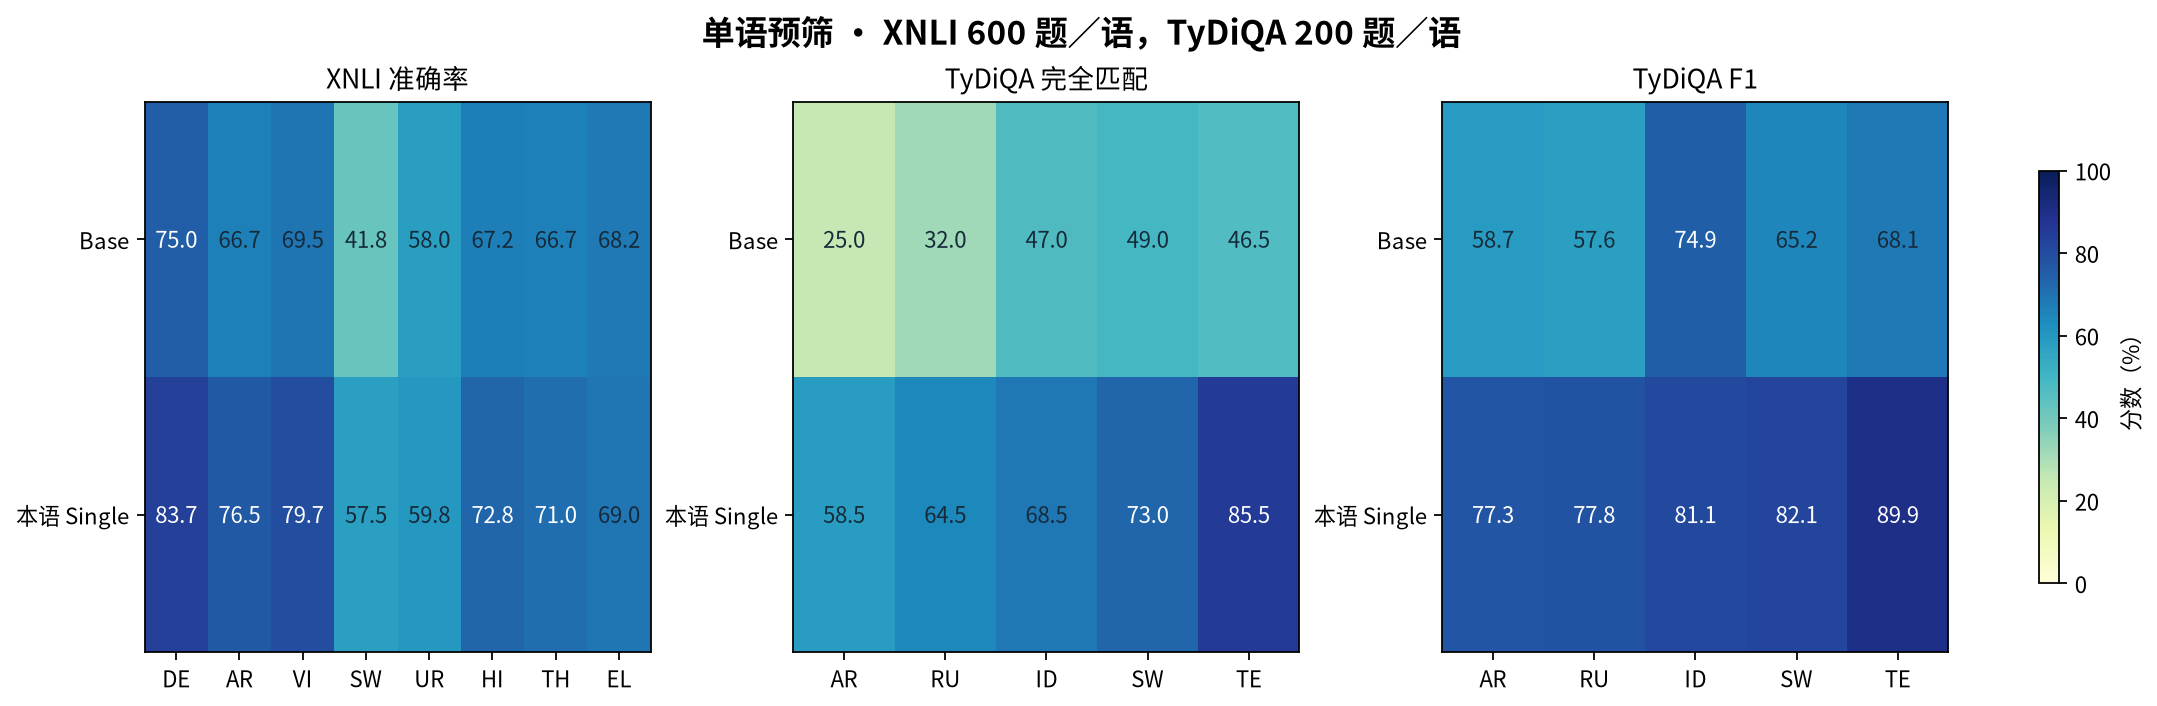 单语预筛 · XNLI 600 题／语，TyDiQA 200 题／语
XNLI 准确率
Base 75.0 66.7 69.5 41.8 58.0 67.2 66.7 68.2
本语 Single 83.7 76.5 79.7 57.5 59.8 72.8 71.0 69.0
DE AR VI SW UR HI TH EL
TyDiQA 完全匹配
Base 25.0 32.0 47.0 49.0 46.5
本语 Single 58.5 64.5 68.5 73.0 85.5
AR RU ID SW TE
TyDiQA F1
Base 58.7 57.6 74.9 65.2 68.1
本语 Single 77.3 77.8 81.1 82.1 89.9
AR RU ID SW TE
100
80
60
40
20
0
分数（%）